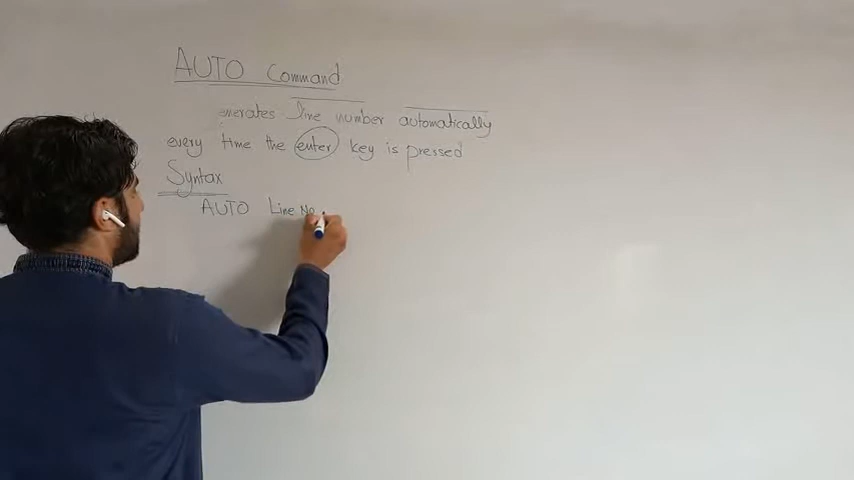 AUTO Command
enerates line number automatically
every time the enter key is pressed
Syntax
AUTO Line No